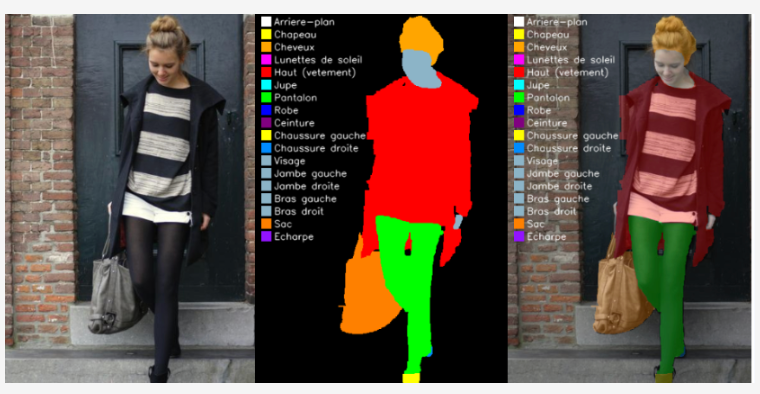 Arriere-plan
Chapeau
Cheveux
Lunettes de soleil
Haut (vetement)
Jupe
Pantalon
Robe
Ceinture
Chaussure gauche
Chaussure droite
Visage
Jambe gauche
Jambe droite
Bras gauche
Bras droit
Sac
Echarpe
Arriere-plan
Chapeau
Cheveux
Lunettes de soleil
Haut (vetement)
Jupe
Pantalon
Robe
Ceinture
Chaussure gauche
Chaussure droite
Visage
Jambe gauche
Jambe droite
Bras gauche
Bras droit
Sac
Echarpe